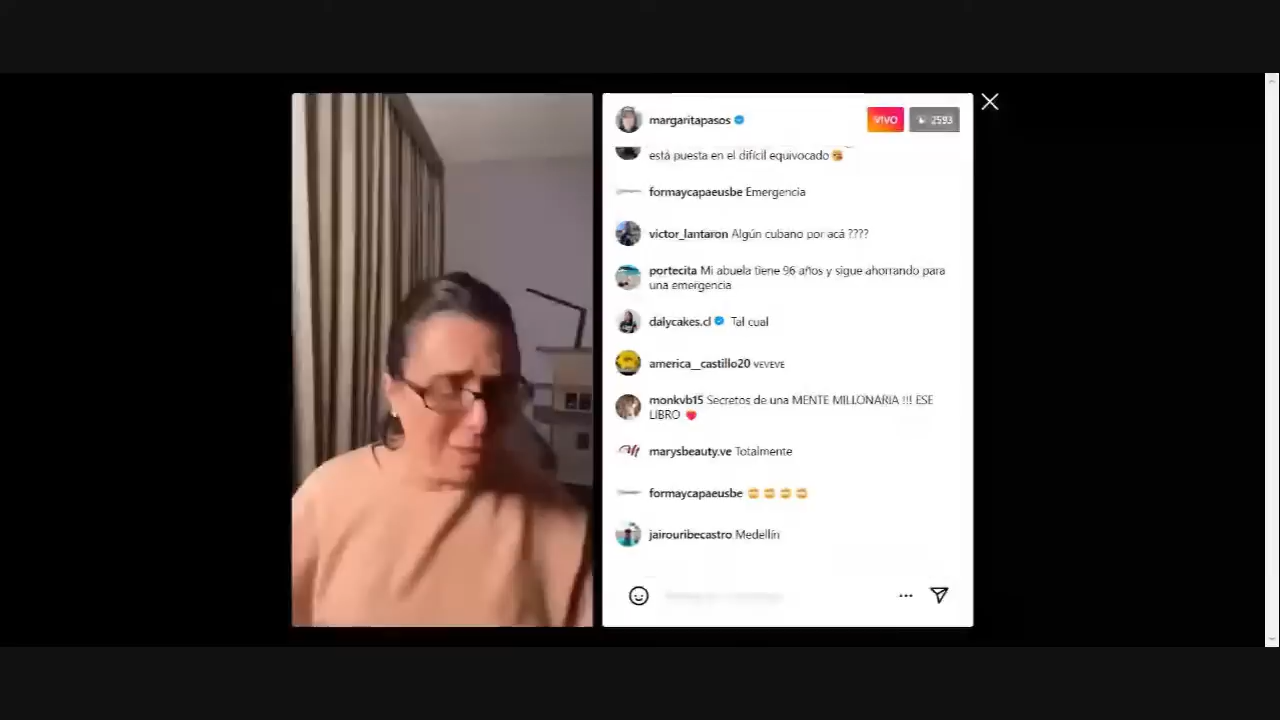 margaritapasos
VIVO
2593
está puesta en el difícil equivocado
formaycapaeusbe Emergencia
victor_lantaron Algún cubano por acá ????
portecita Mi abuela tiene 96 años y sigue ahorrando para
una emergencia
dalycakes.cl Tal cual
america__castillo20 VEVEVE
monkvb15 Secretos de una MENTE MILLONARIA !!! ESE
LIBRO
marysbeauty.ve Totalmente
formaycapaeusbe
jairouribecastro Medellín